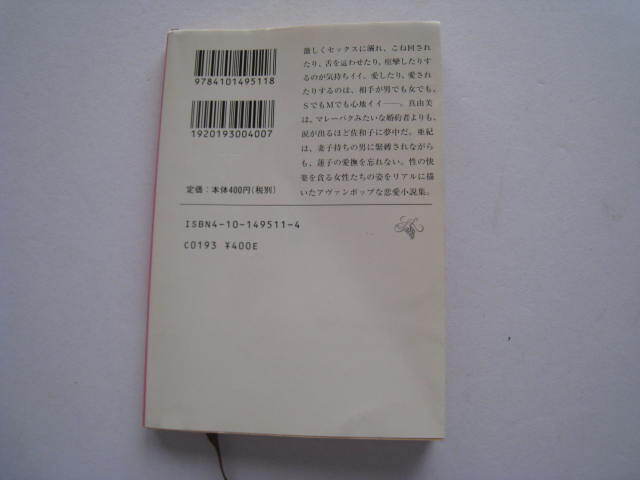 9784101495118
1920193004007
定価：本体400円（税別）
ISBN4-10-149511-4
C0193 ¥400E
激しくセックスに溺れ、こね回され
たり、舌を這わせたり、痙攣したりす
るのが気持ちイイ、愛したり、愛され
たりするのは、相手が男でも女でも、
SでもMでも心地イイ――。真由美
は、マレーバクみたいな婚約者よりも、
涙が出るほど佐和子に夢中だ。亜紀
は、妻子持ちの男に緊縛されながら
も、蓮子の愛撫を忘れない。性の快
楽を貪る女性たちの姿をリアルに描
いたアヴァンポップな恋愛小説集。